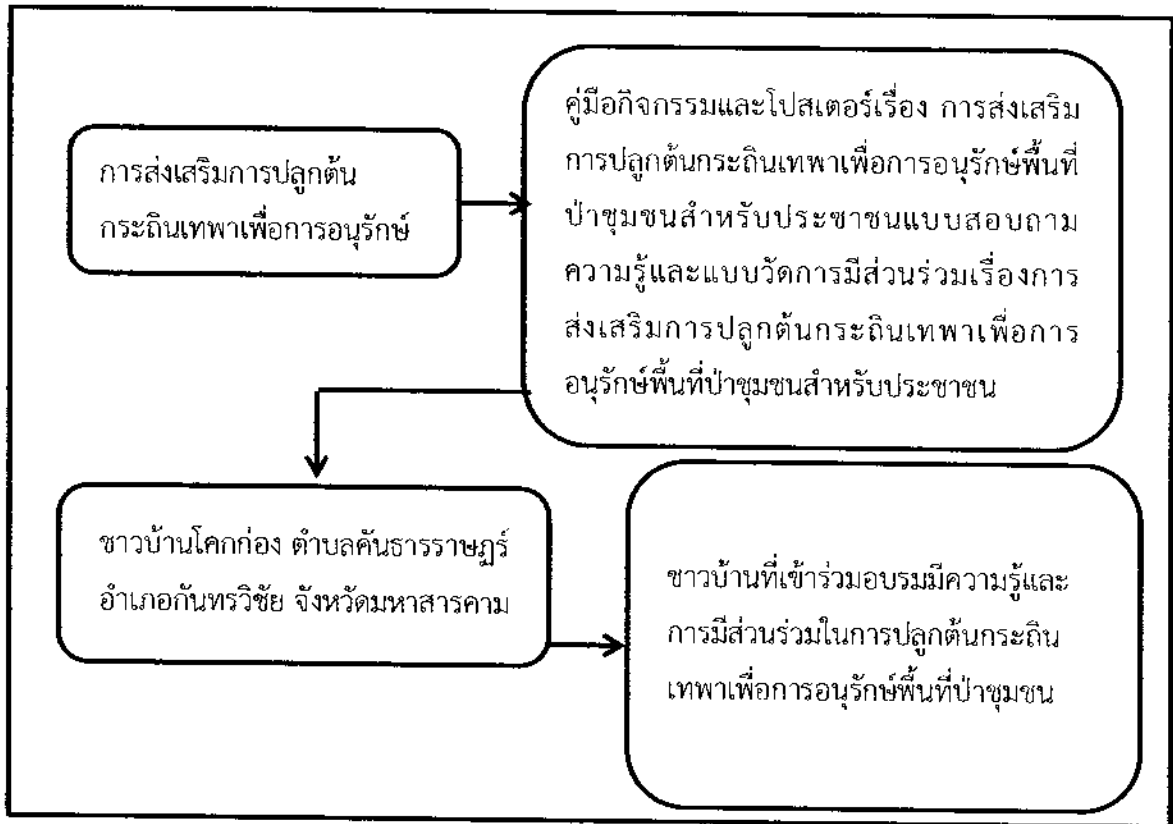 การส่งเสริมการปลูกต้น
กระถินเทพาเพื่อการอนุรักษ์
คู่มือกิจกรรมและโปสเตอร์เรื่อง การส่งเสริม
การปลูกต้นกระถินเทพาเพื่อการอนุรักษ์พื้นที่
ป่าชุมชนสำหรับประชาชนแบบสอบถาม
ความรู้และแบบวัดการมีส่วนร่วมเรื่องการ
ส่งเสริมการปลูกต้นกระถินเทพาเพื่อการ
อนุรักษ์พื้นที่ป่าชุมชนสำหรับประชาชน
ชาวบ้านโคกก่อง ตำบลคันธารราษฎร์
อำเภอกันทรวิชัย จังหวัดมหาสารคาม
ชาวบ้านที่เข้าร่วมอบรมมีความรู้และ
การมีส่วนร่วมในการปลูกต้นกระถิน
เทพาเพื่อการอนุรักษ์พื้นที่ป่าชุมชน